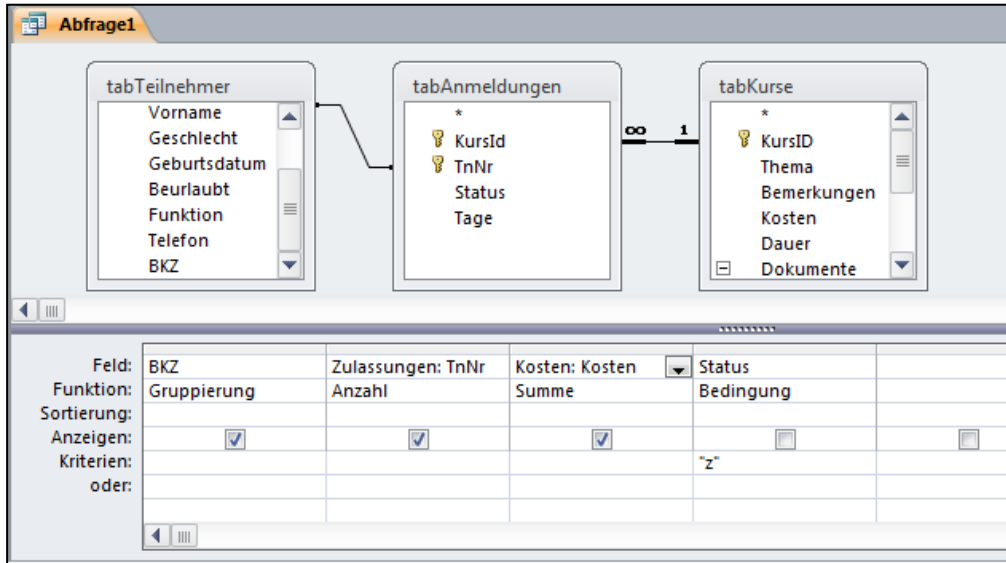 Abfrage1
tabTeilnehmer
Vorname
Geschlecht
Geburtsdatum
Beurlaubt
Funktion
Telefon
BKZ
tabAnmeldungen
*
KursId
TnNr
Status
Tage
∞ 1
tabKurse
*
KursID
Thema
Bemerkungen
Kosten
Dauer
Dokumente
Feld: BKZ Zulassungen: TnNr Kosten: Kosten Status
Funktion: Gruppierung Anzahl Summe Bedingung
Sortierung:
Anzeigen:
Kriterien: "z"
oder: